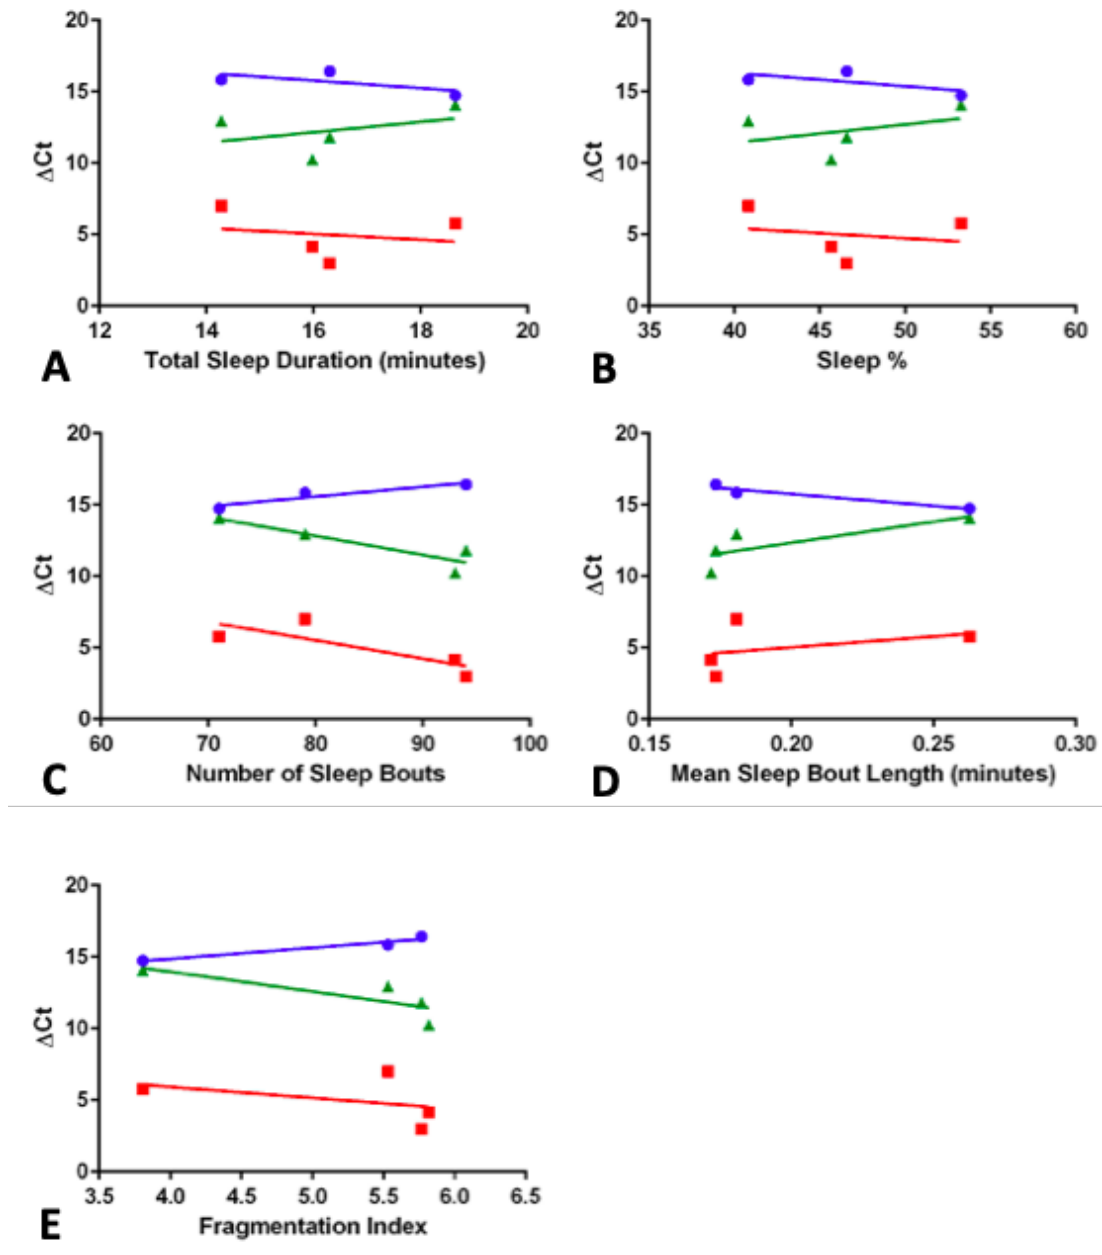 20
15
10
5
0
ΔCt
12 14 16 18 20
Total Sleep Duration (minutes)
A
20
15
10
5
0
ΔCt
35 40 45 50 55 60
Sleep %
B
20
15
10
5
0
ΔCt
60 70 80 90 100
Number of Sleep Bouts
C
20
15
10
5
0
ΔCt
0.15 0.20 0.25 0.30
Mean Sleep Bout Length (minutes)
D
20
15
10
5
0
ΔCt
3.5 4.0 4.5 5.0 5.5 6.0 6.5
Fragmentation Index
E